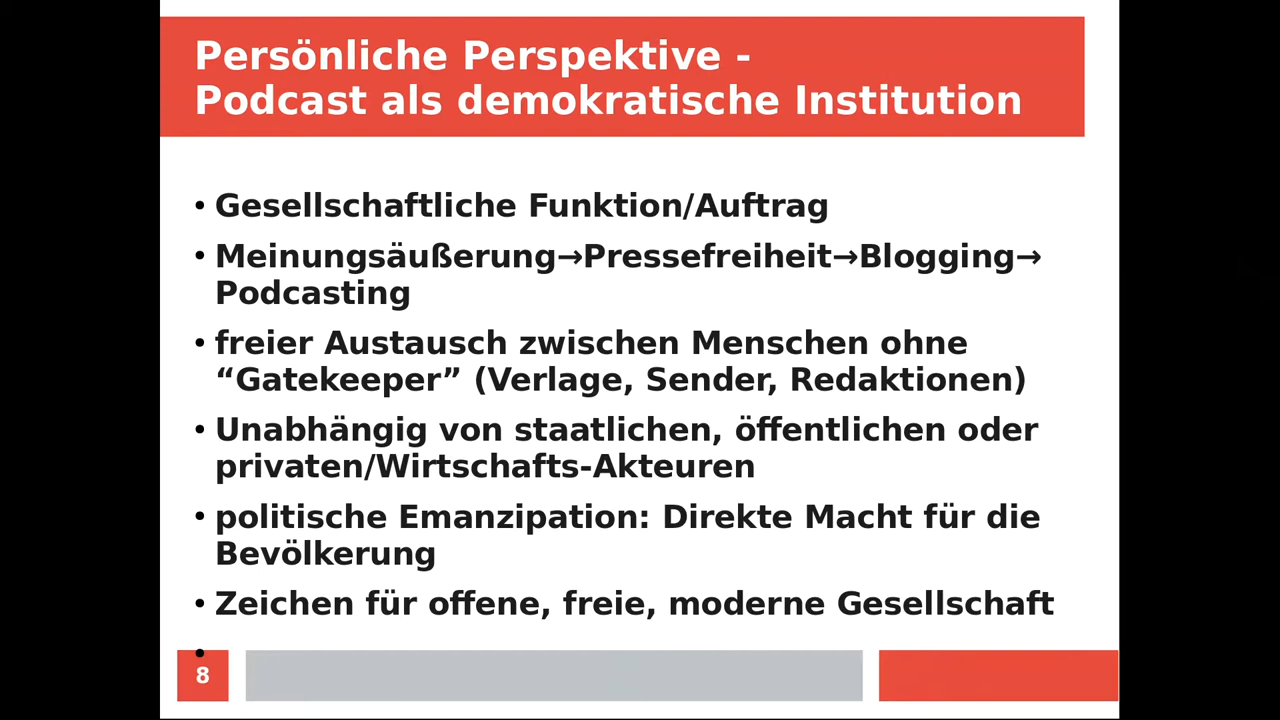 Persönliche Perspektive -
Podcast als demokratische Institution
• Gesellschaftliche Funktion/Auftrag
• Meinungsäußerung→Pressefreiheit→Blogging→
Podcasting
• freier Austausch zwischen Menschen ohne
“Gatekeeper” (Verlage, Sender, Redaktionen)
• Unabhängig von staatlichen, öffentlichen oder
privaten/Wirtschafts-Akteuren
• politische Emanzipation: Direkte Macht für die
Bevölkerung
• Zeichen für offene, freie, moderne Gesellschaft
•
8